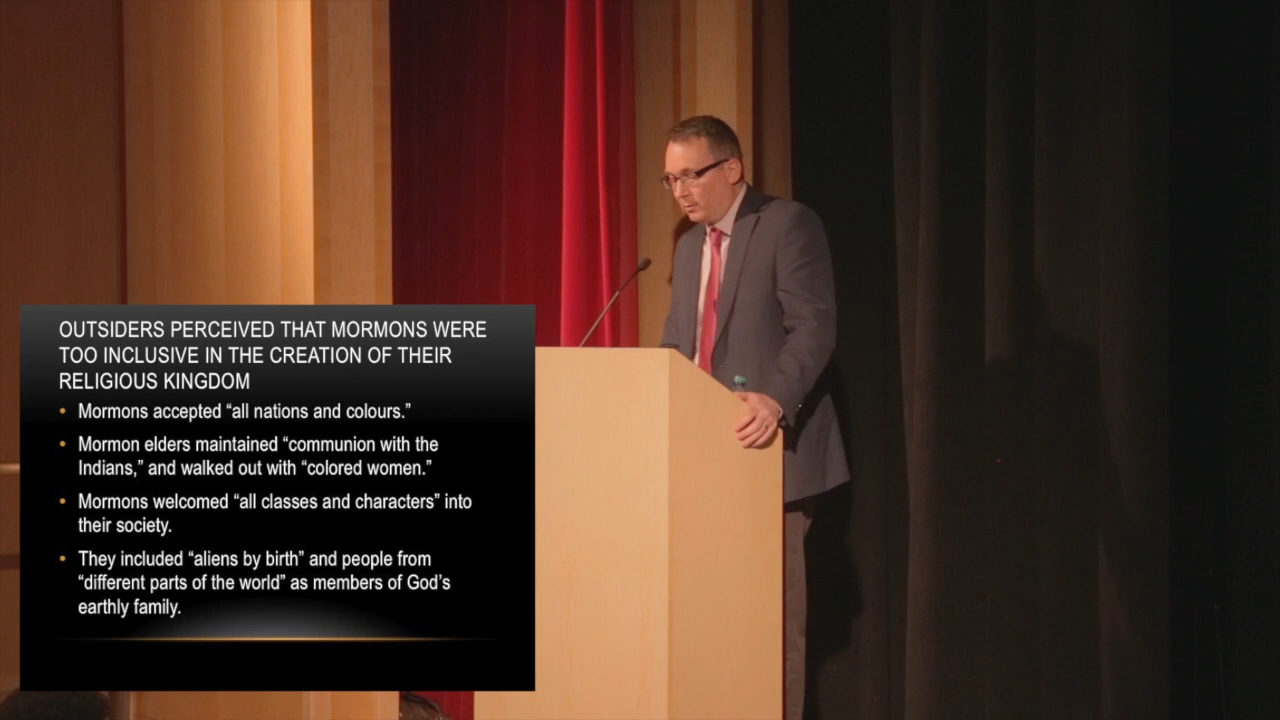 OUTSIDERS PERCEIVED THAT MORMONS WERE
TOO INCLUSIVE IN THE CREATION OF THEIR
RELIGIOUS KINGDOM
• Mormons accepted “all nations and colours.”
• Mormon elders maintained “communion with the
Indians,” and walked out with “colored women.”
• Mormons welcomed “all classes and characters” into
their society.
• They included “aliens by birth” and people from
“different parts of the world” as members of God’s
earthly family.